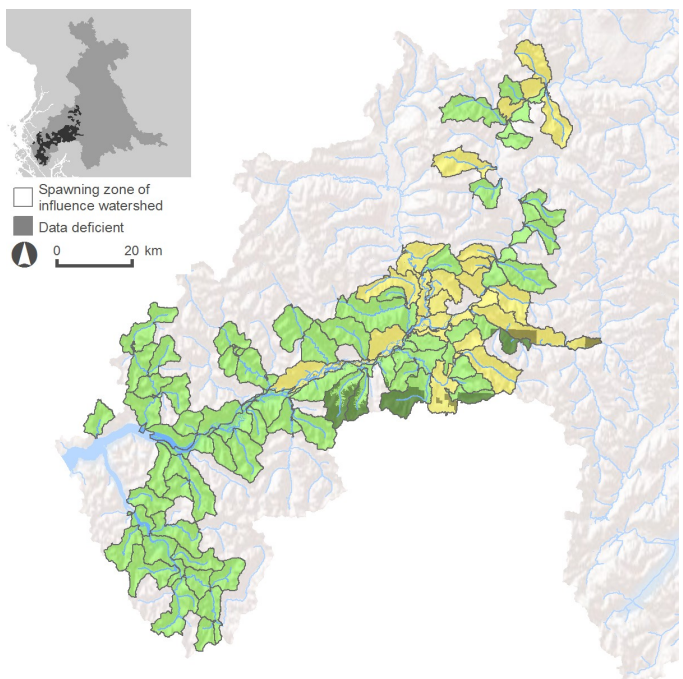 Spawning zone of
influence watershed
Data deficient
0 20 km